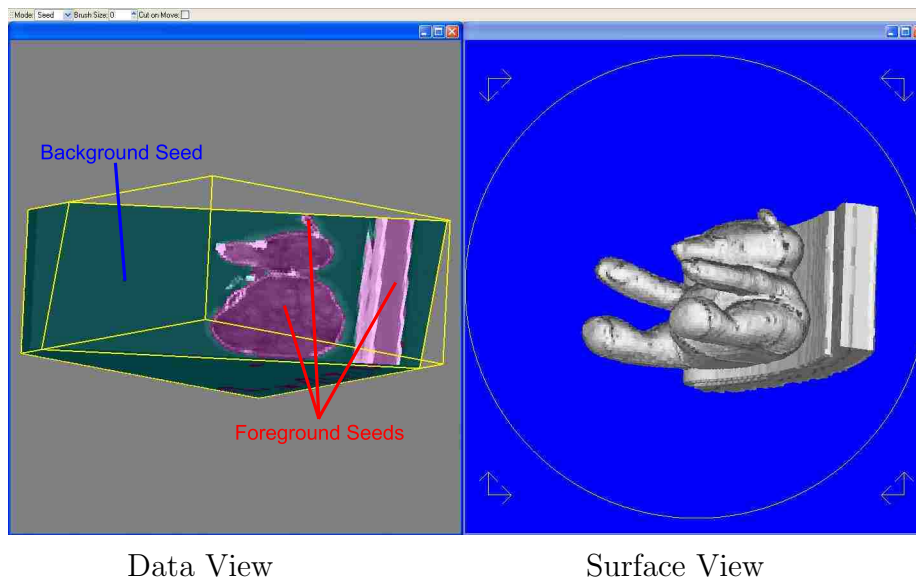 Mode: Seed Brush Size: 0 Cut on Move:
Background Seed
Foreground Seeds
Data View Surface View